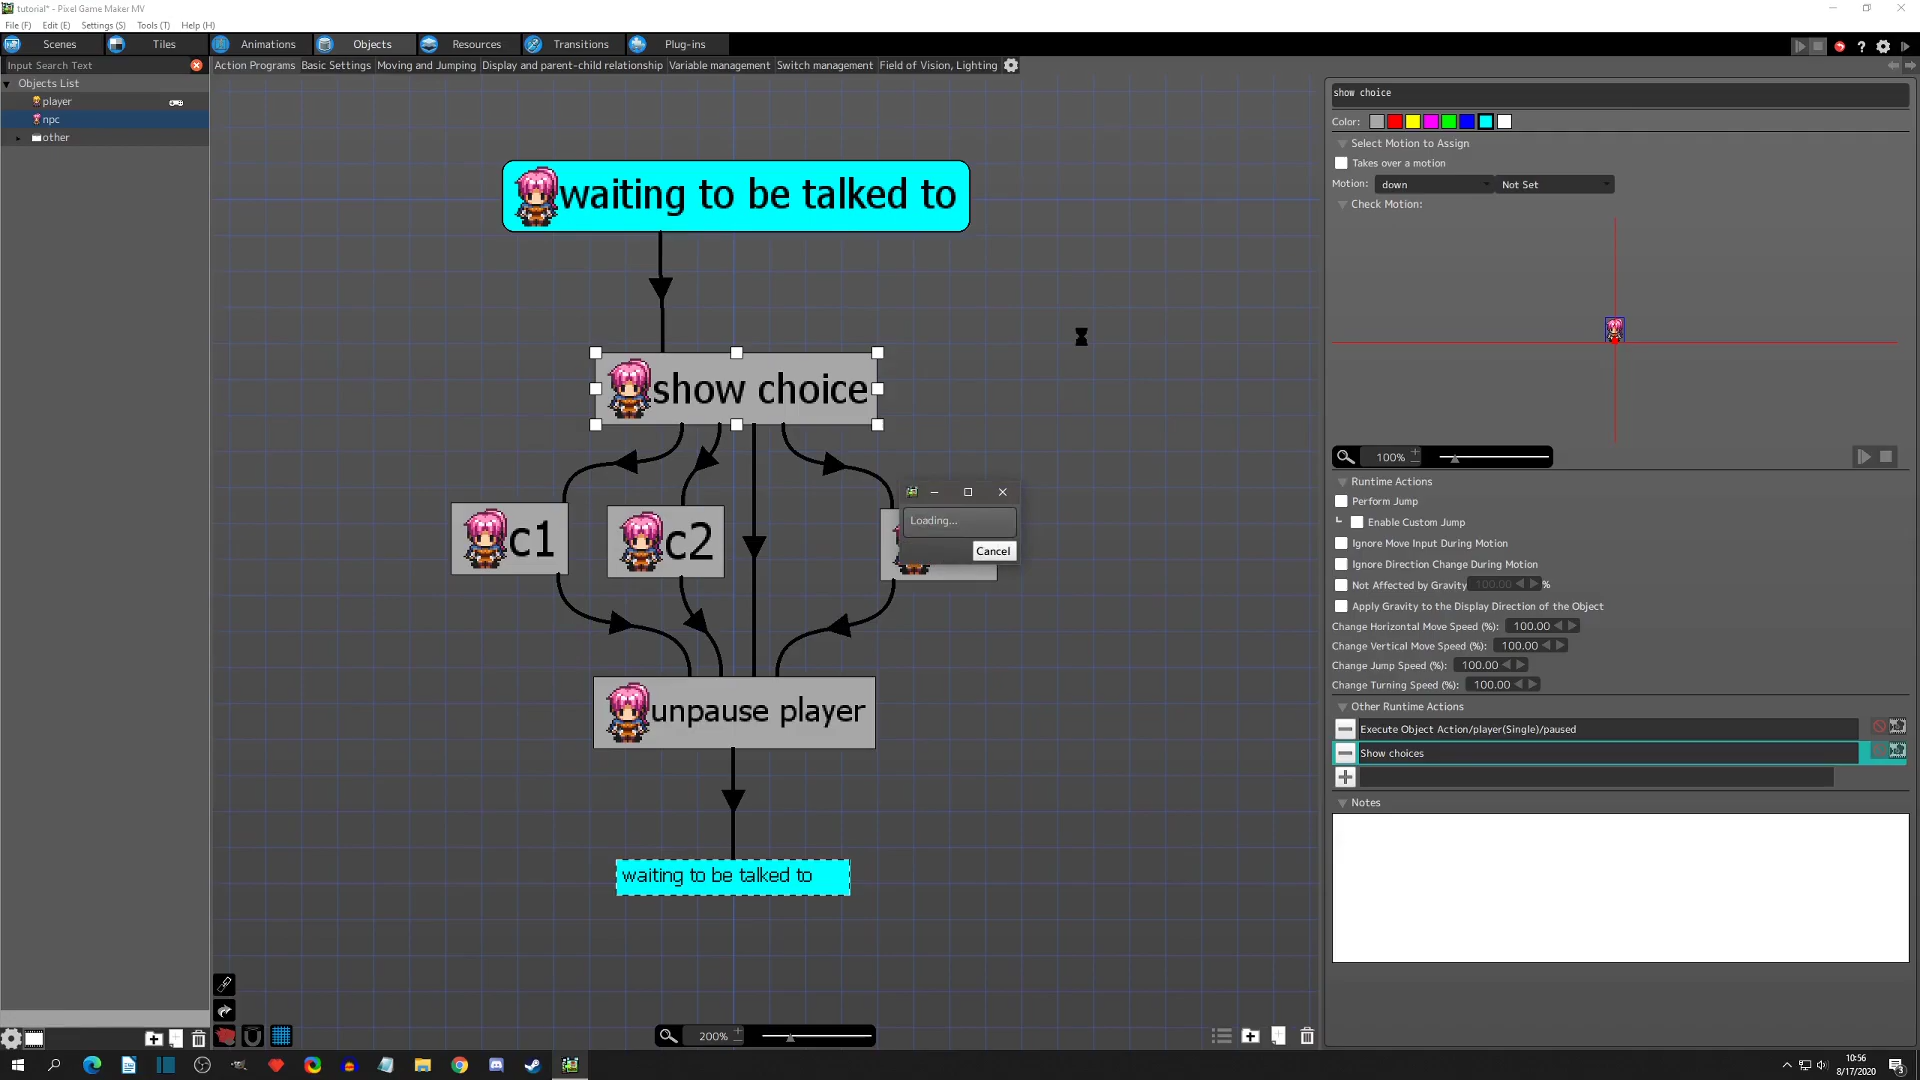 tutorial* - Pixel Game Maker MV
File (F) Edit (E) Settings (S) Tools (T) Help (H)
Scenes Tiles Animations Objects Resources Transitions Plug-ins
Input Search Text
Action Programs Basic Settings Moving and Jumping Display and parent-child relationship Variable management Switch management Field of Vision, Lighting
Objects List
player
npc
other
waiting to be talked to
show choice
c1
c2
Loading...
Cancel
unpause player
waiting to be talked to
200%
show choice
Color:
Select Motion to Assign
Takes over a motion
Motion: down Not Set
Check Motion:
100%
Runtime Actions
Perform Jump
Enable Custom Jump
Ignore Move Input During Motion
Ignore Direction Change During Motion
Not Affected by Gravity 100.00 %
Apply Gravity to the Display Direction of the Object
Change Horizontal Move Speed (%): 100.00
Change Vertical Move Speed (%): 100.00
Change Jump Speed (%): 100.00
Change Turning Speed (%): 100.00
Other Runtime Actions
Execute Object Action/player(Single)/paused
Show choices
Notes
10:56
8/17/2020
3